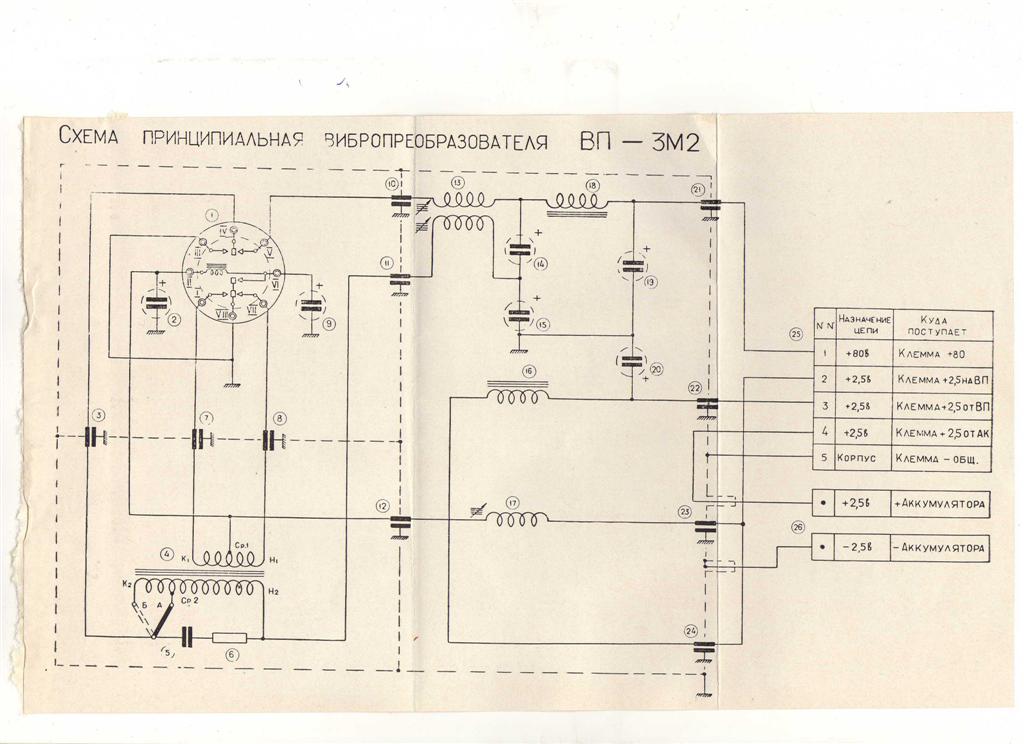 СХЕМА ПРИНЦИПИАЛЬНАЯ ВИБРОПРЕОБРАЗОВАТЕЛЯ ВП — 3М2
10
13
18
21
1
IV
III
V
II
VI
I
VIII
VII
11
+
2
+
9
+
14
+
15
+
19
20
+
16
22
3
7
8
12
17
23
4
К1
Ср.1
Н1
К2
Ср.2
Н2
Б
А
5
6
24
25
N N
НАЗНАЧЕНИЕ ЦЕПИ
КУДА ПОСТУПАЕТ
1 +80В КЛЕММА +80
2 +2,5В КЛЕММА +2,5 НА ВП
3 +2,5В КЛЕММА +2,5 ОТ ВП
4 +2,5В КЛЕММА +2,5 ОТ АК
5 КОРПУС КЛЕММА – ОБЩ.
+2,5В +АККУМУЛЯТОРА
26
–2,5В –АККУМУЛЯТОРА